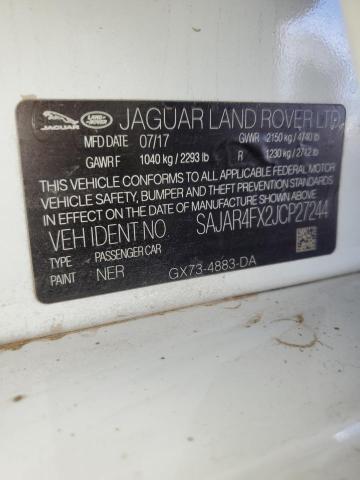 JAGUAR LAND-ROVER JAGUAR LAND ROVER LTD
MFD DATE 07/17 GVWR 2150 kg / 4740 lb
GAWR F 1040 kg / 2293 lb R 1230 kg / 2712 lb
THIS VEHICLE CONFORMS TO ALL APPLICABLE FEDERAL MOTOR
VEHICLE SAFETY, BUMPER AND THEFT PREVENTION STANDARDS
IN EFFECT ON THE DATE OF MANUFACTURE SHOWN ABOVE
VEH IDENT NO. SAJAR4FX2JCP27244
TYPE PASSENGER CAR
PAINT NER GX73-4883-DA